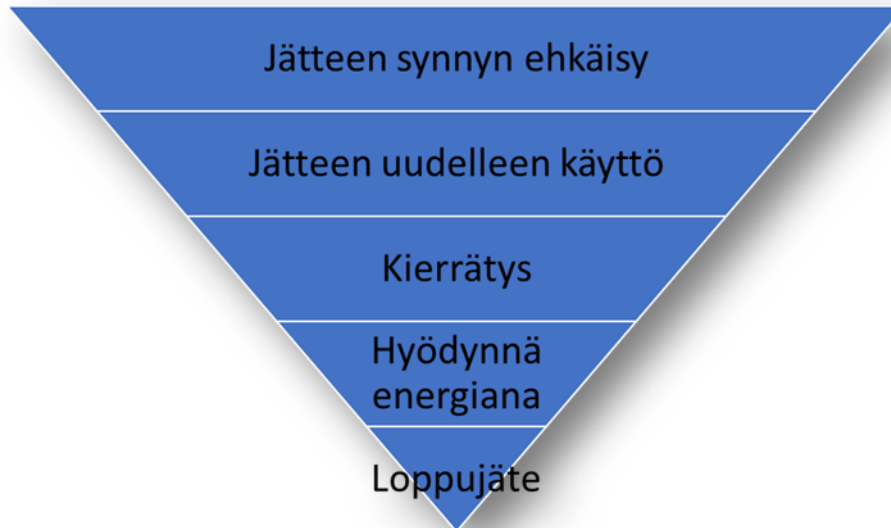 Jätteen synnyn ehkäisy
Jätteen uudelleen käyttö
Kierrätys
Hyödynnä
energiana
Loppujäte